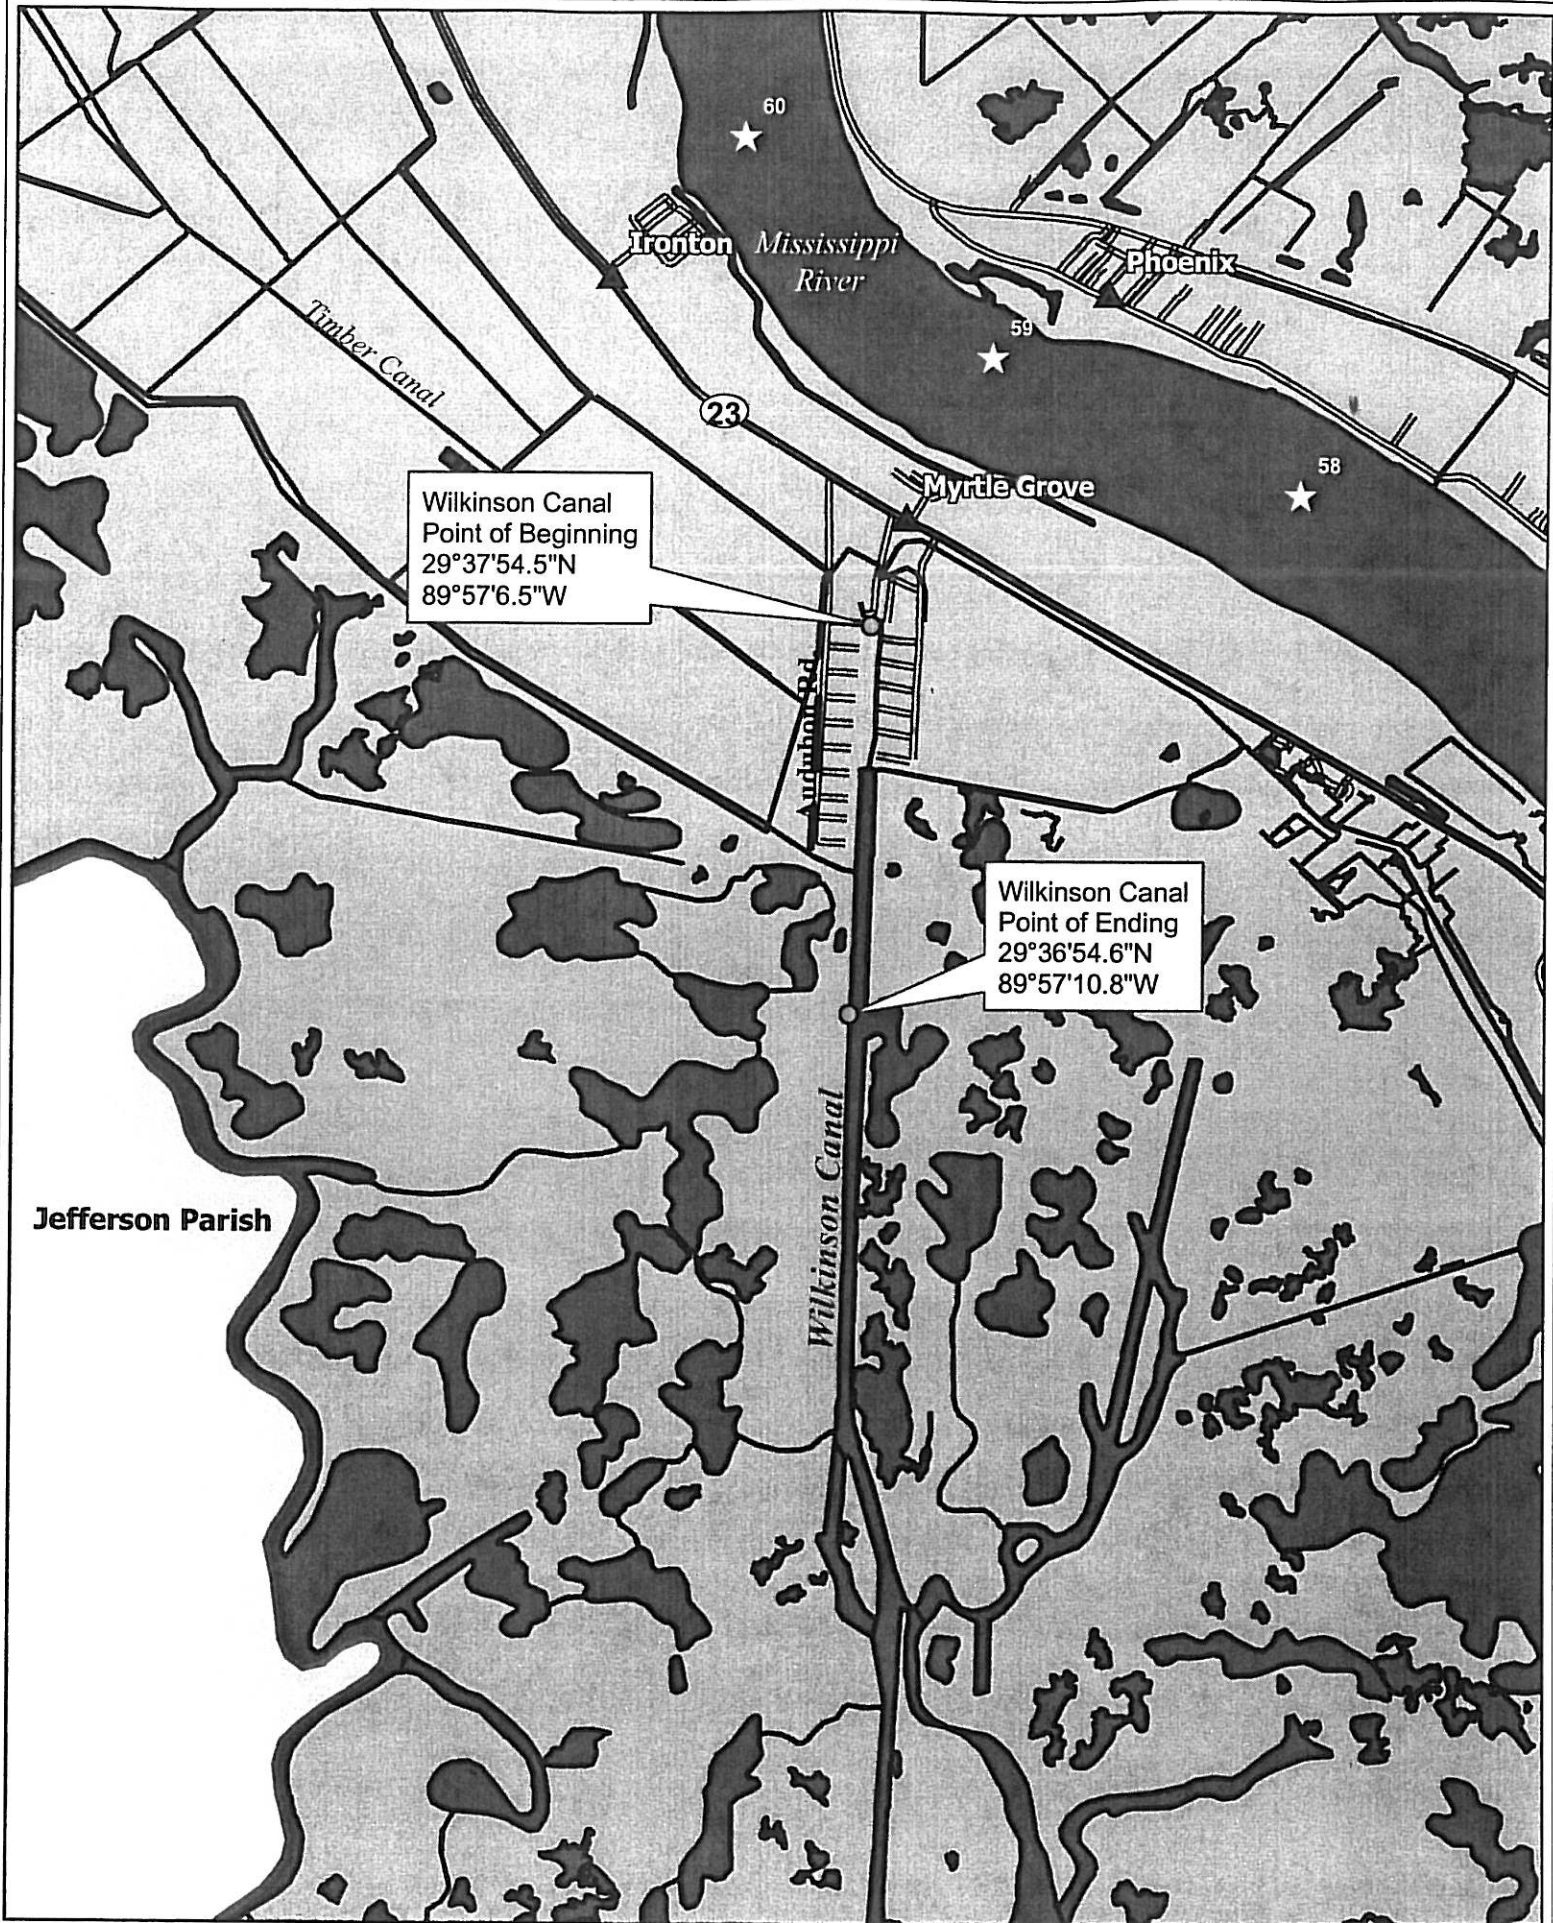 60
Ironton
Mississippi
River
Phoenix
59
Timber Canal
23
58
Myrtle Grove
Wilkinson Canal
Point of Beginning
29°37'54.5"N
89°57'6.5"W
Audubon Rd.
Wilkinson Canal
Point of Ending
29°36'54.6"N
89°57'10.8"W
Wilkinson Canal
Jefferson Parish